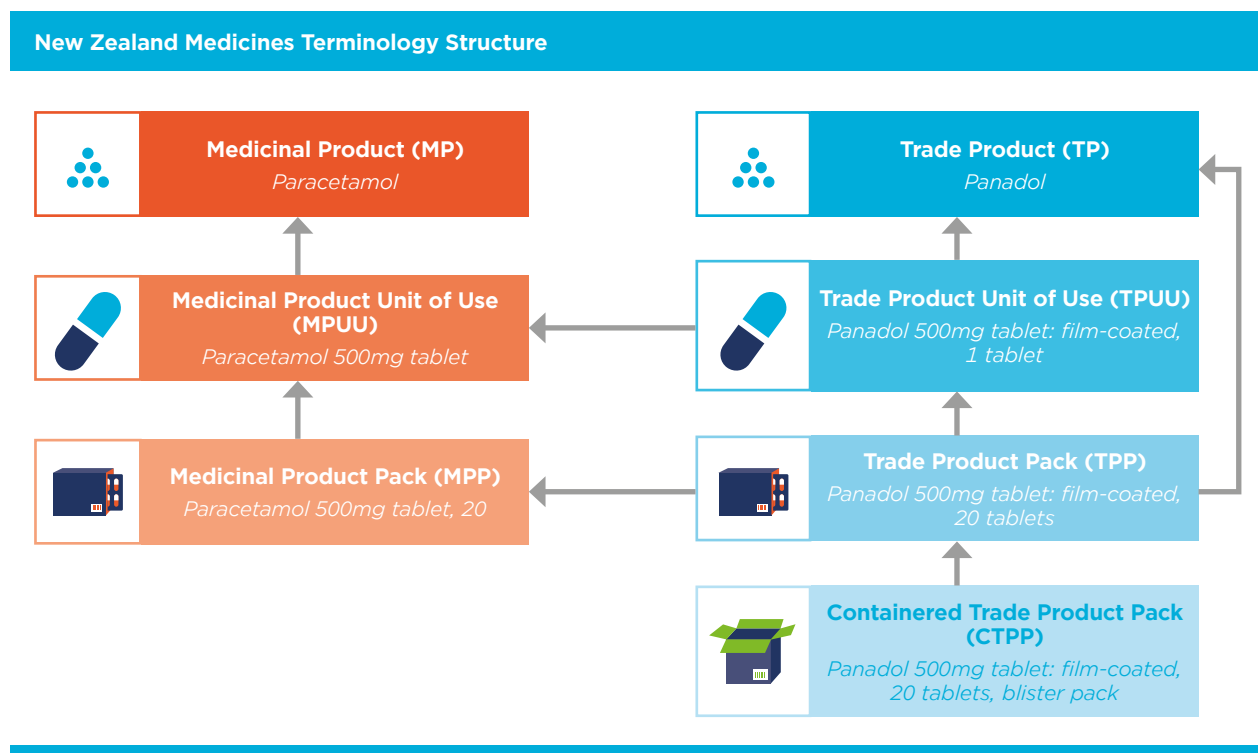 New Zealand Medicines Terminology Structure
Medicinal Product (MP)
Paracetamol
Medicinal Product Unit of Use
(MPUU)
Paracetamol 500mg tablet
Medicinal Product Pack (MPP)
Paracetamol 500mg tablet, 20
Trade Product (TP)
Panadol
Trade Product Unit of Use (TPUU)
Panadol 500mg tablet: film-coated,
1 tablet
Trade Product Pack (TPP)
Panadol 500mg tablet: film-coated,
20 tablets
Containered Trade Product Pack
(CTPP)
Panadol 500mg tablet: film-coated,
20 tablets, blister pack